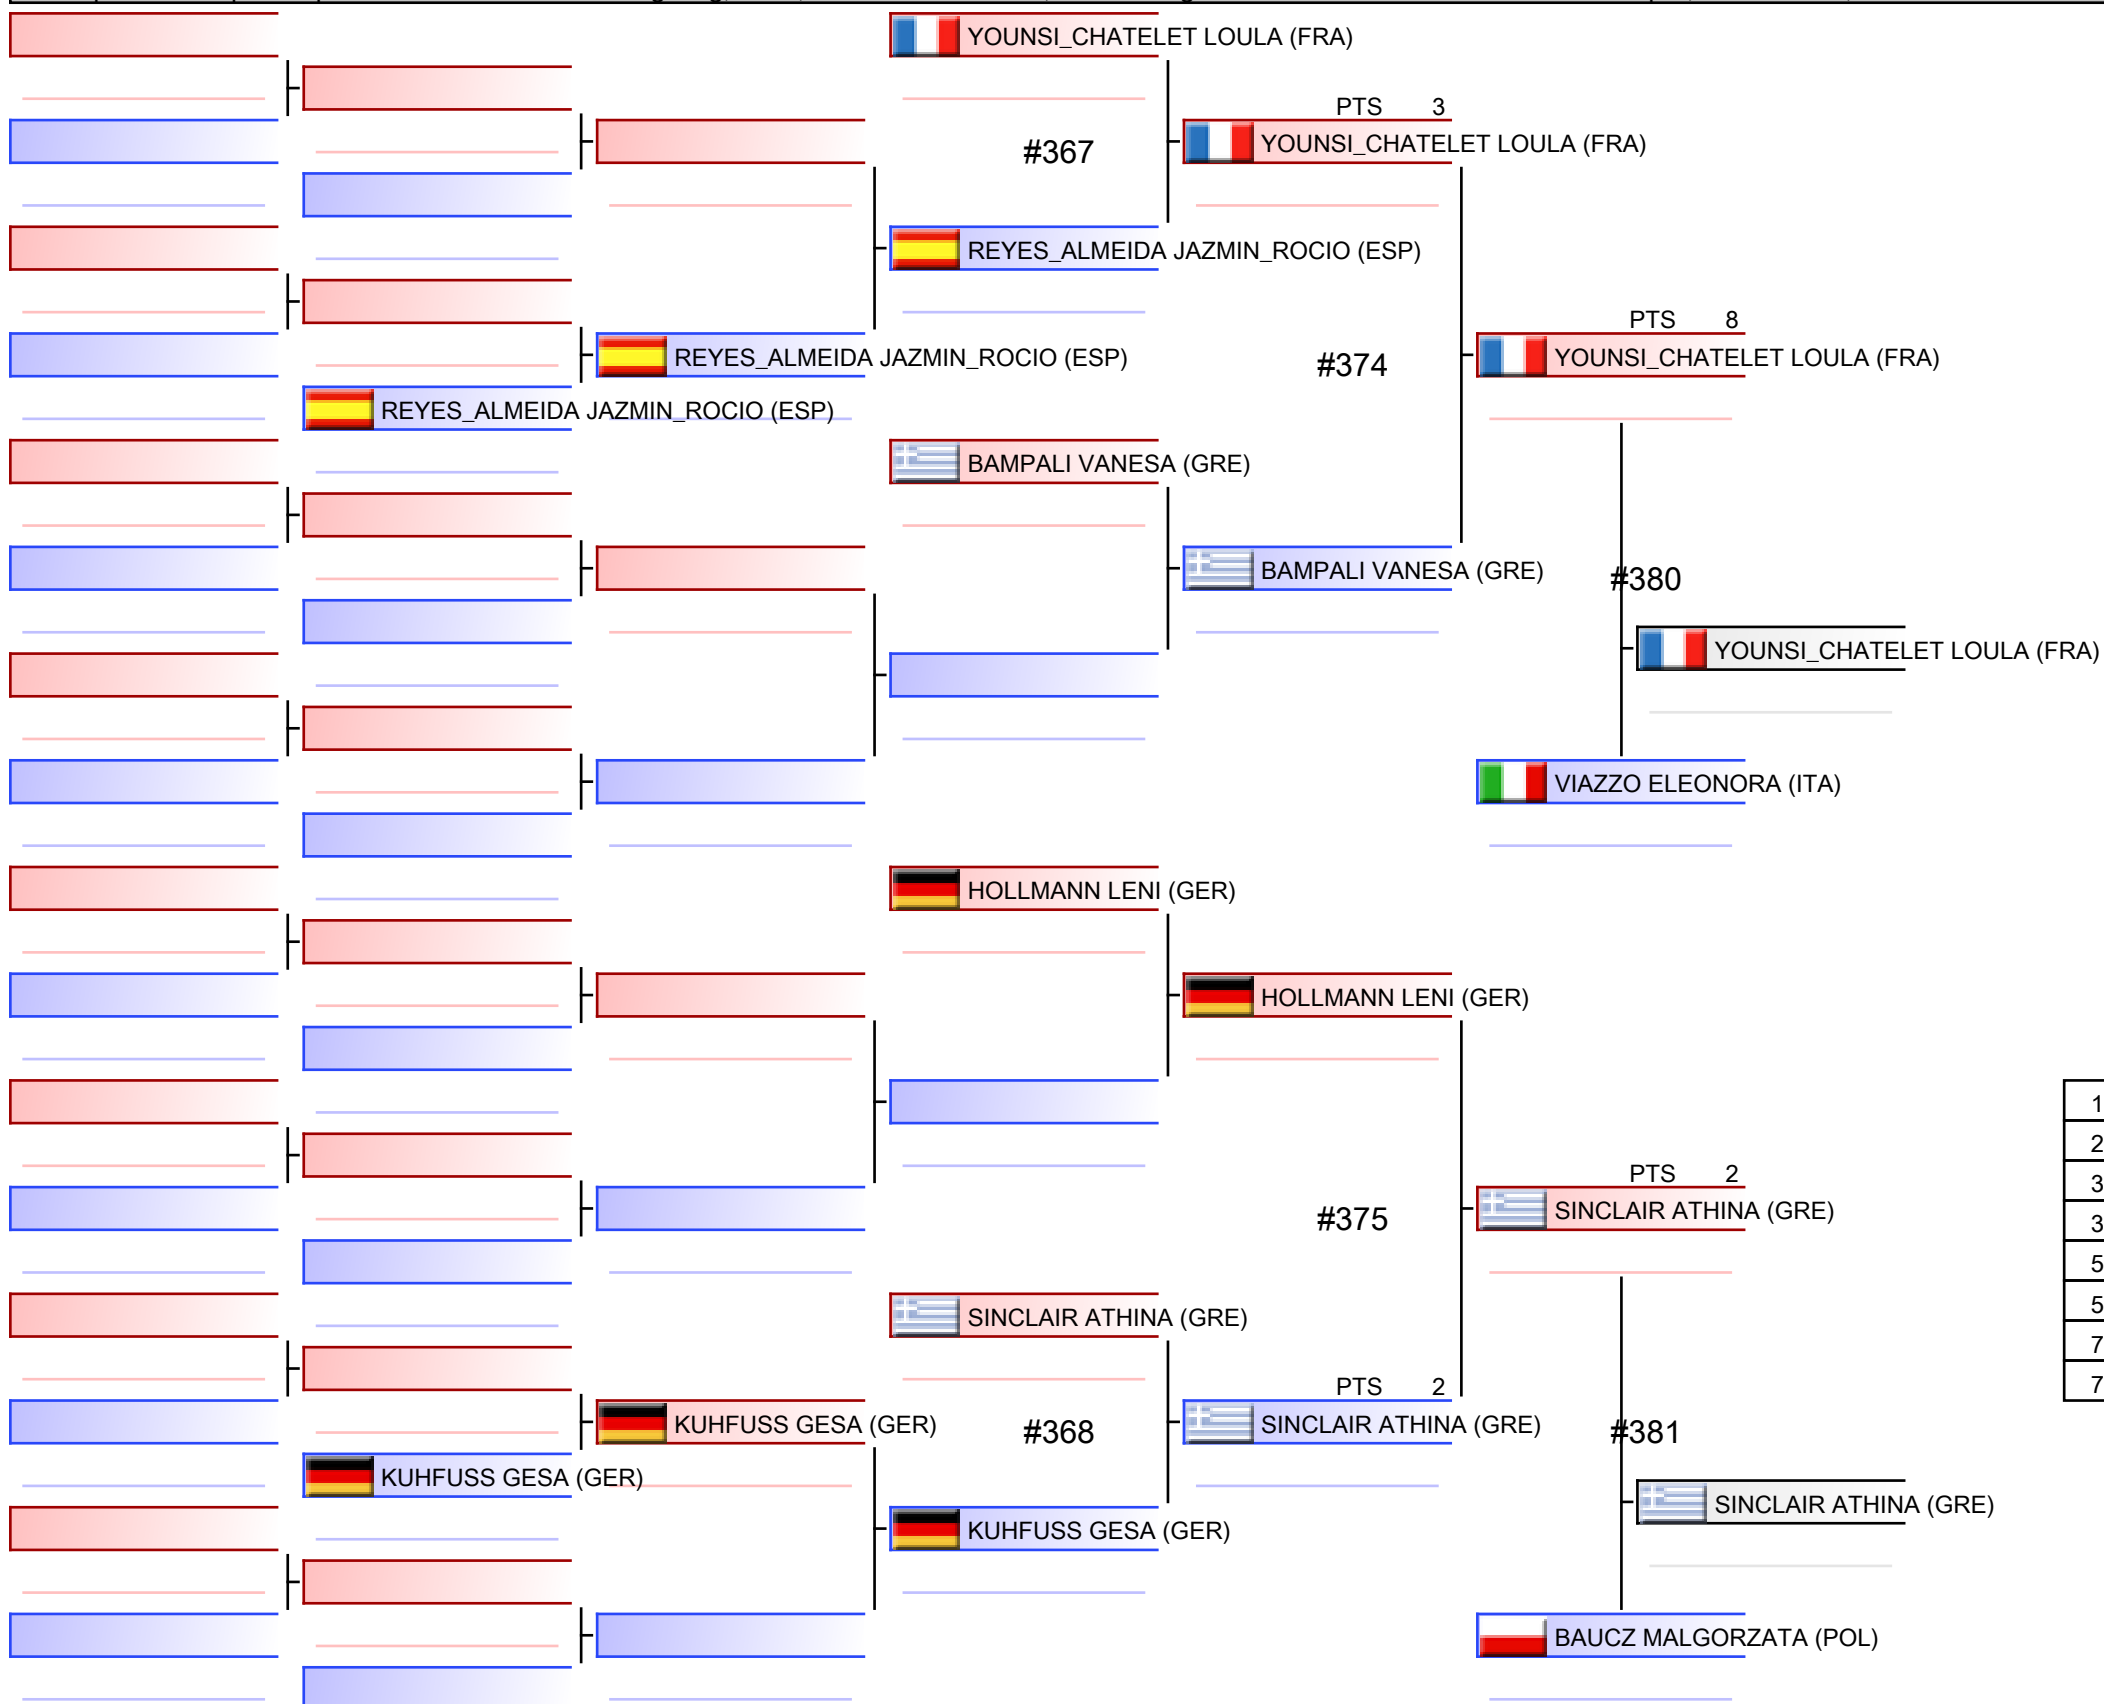 YOUNSI_CHATELET LOULA (FRA)
PTS 3
#367
YOUNSI_CHATELET LOULA (FRA)
REYES_ALMEIDA JAZMIN_ROCIO (ESP)
PTS 8
REYES_ALMEIDA JAZMIN_ROCIO (ESP)
#374
YOUNSI_CHATELET LOULA (FRA)
REYES_ALMEIDA JAZMIN_ROCIO (ESP)
BAMPALI VANESA (GRE)
BAMPALI VANESA (GRE)
#380
YOUNSI_CHATELET LOULA (FRA)
VIAZZO ELEONORA (ITA)
HOLLMANN LENI (GER)
HOLLMANN LENI (GER)
1
2
PTS 2
3
#375
SINCLAIR ATHINA (GRE)
3
5
5
SINCLAIR ATHINA (GRE)
7
PTS 2
7
KUHFUSS GESA (GER)
#368
SINCLAIR ATHINA (GRE)
#381
KUHFUSS GESA (GER)
SINCLAIR ATHINA (GRE)
KUHFUSS GESA (GER)
BAUCZ MALGORZATA (POL)